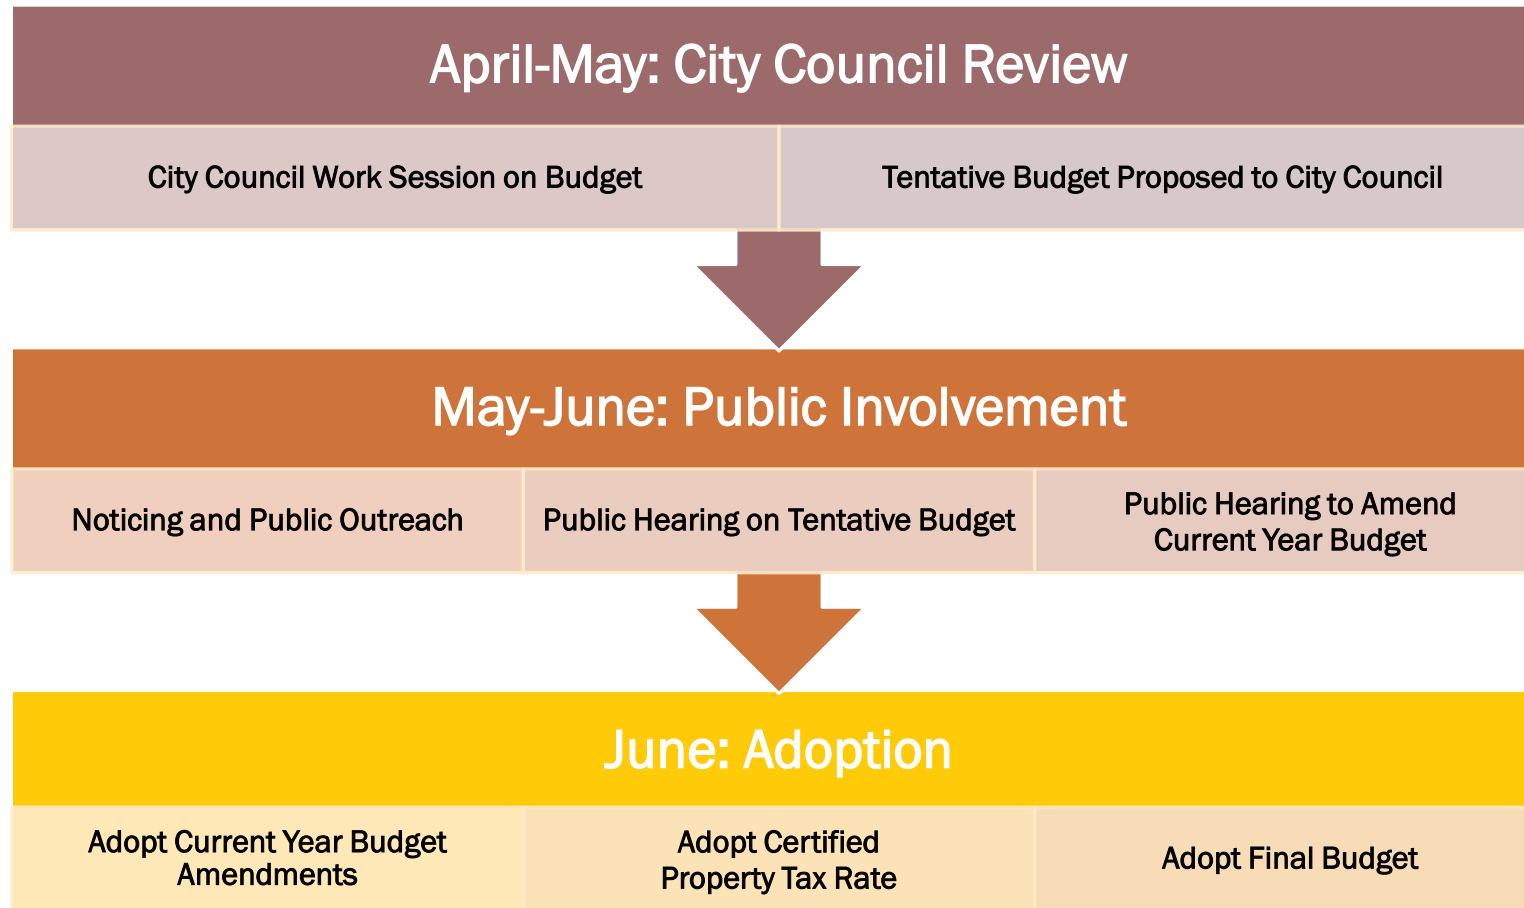 April-May: City Council Review
City Council Work Session on Budget
Tentative Budget Proposed to City Council
May-June: Public Involvement
Noticing and Public Outreach
Public Hearing on Tentative Budget
Public Hearing to Amend
Current Year Budget
June: Adoption
Adopt Current Year Budget
Amendments
Adopt Certified
Property Tax Rate
Adopt Final Budget